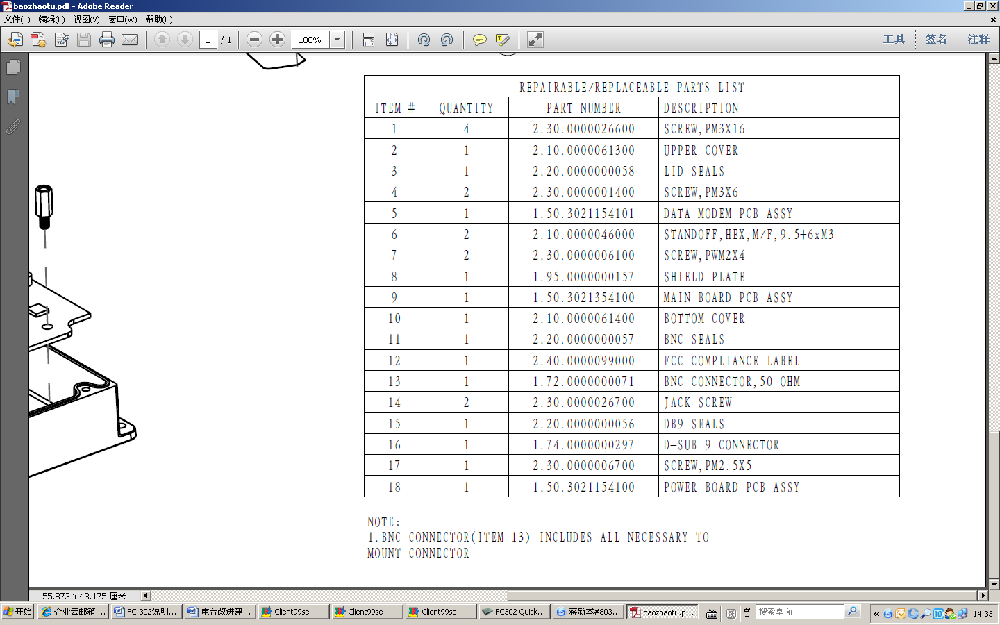 baozhaotu.pdf - Adobe Reader
文件(F) 编辑(E) 视图(V) 窗口(W) 帮助(H)
1 / 1 100% 工具 签名 注释
REPAIRABLE/REPLACEABLE PARTS LIST
ITEM # QUANTITY PART NUMBER DESCRIPTION
1 4 2.30.0000026600 SCREW,PM3X16
2 1 2.10.0000061300 UPPER COVER
3 1 2.20.0000000058 LID SEALS
4 2 2.30.0000001400 SCREW,PM3X6
5 1 1.50.3021154101 DATA MODEM PCB ASSY
6 2 2.10.0000046000 STANDOFF,HEX,M/F,9.5+6xM3
7 2 2.30.0000006100 SCREW,PWM2X4
8 1 1.95.0000000157 SHIELD PLATE
9 1 1.50.3021354100 MAIN BOARD PCB ASSY
10 1 2.10.0000061400 BOTTOM COVER
11 1 2.20.0000000057 BNC SEALS
12 1 2.40.0000099000 FCC COMPLIANCE LABEL
13 1 1.72.0000000071 BNC CONNECTOR,50 OHM
14 2 2.30.0000026700 JACK SCREW
15 1 2.20.0000000056 DB9 SEALS
16 1 1.74.0000000297 D-SUB 9 CONNECTOR
17 1 2.30.0000006700 SCREW,PM2.5X5
18 1 1.50.3021154100 POWER BOARD PCB ASSY
NOTE:
1.BNC CONNECTOR(ITEM 13) INCLUDES ALL NECESSARY TO
MOUNT CONNECTOR
55.873 x 43.175 厘米
开始 企业云邮箱 ... FC-302说明... 电台改进建... Client99se Client99se Client99se FC302 Quick... 蒋新本#803... baozhaotu.p... 搜索桌面 14:33